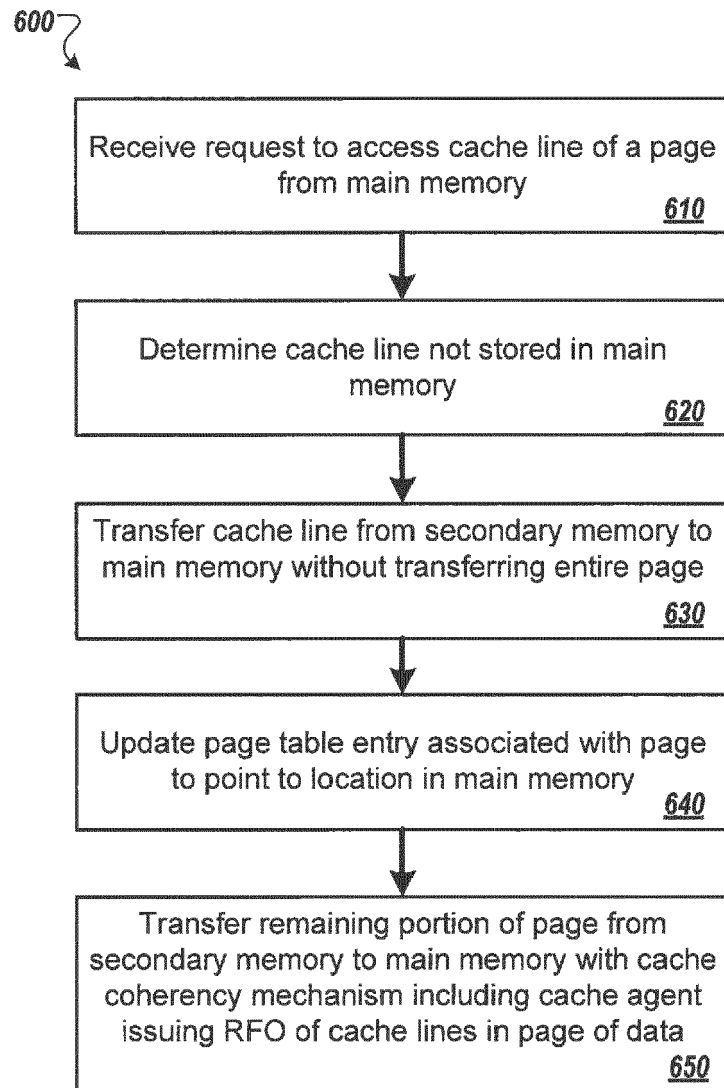 600
Receive request to access cache line of a page
from main memory
610
Determine cache line not stored in main
memory
620
Transfer cache line from secondary memory to
main memory without transferring entire page
630
Update page table entry associated with page
to point to location in main memory
640
Transfer remaining portion of page from
secondary memory to main memory with cache
coherency mechanism including cache agent
issuing RFO of cache lines in page of data
650